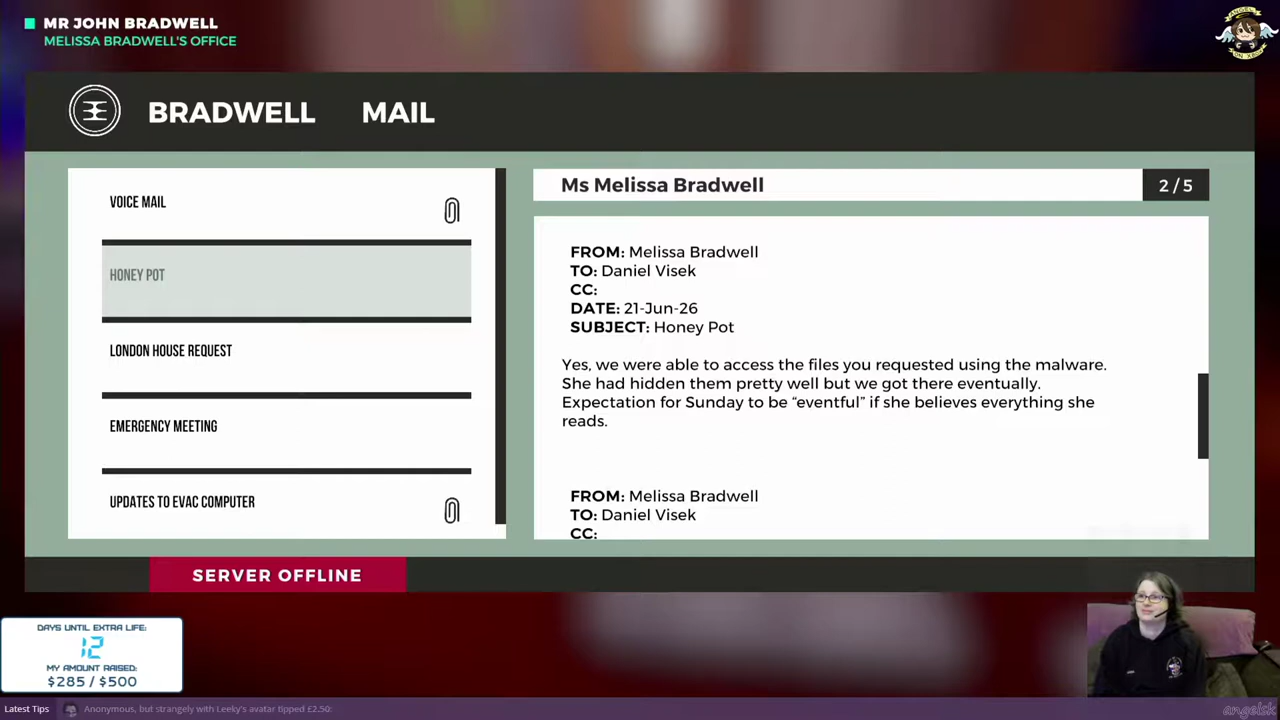 MR JOHN BRADWELL
MELISSA BRADWELL'S OFFICE
ANGEL
ON XBOX
BRADWELL MAIL
VOICE MAIL
HONEY POT
LONDON HOUSE REQUEST
EMERGENCY MEETING
UPDATES TO EVAC COMPUTER
Ms Melissa Bradwell
2 / 5
FROM: Melissa Bradwell
TO: Daniel Visek
CC:
DATE: 21-Jun-26
SUBJECT: Honey Pot
Yes, we were able to access the files you requested using the malware.
She had hidden them pretty well but we got there eventually.
Expectation for Sunday to be “eventful” if she believes everything she
reads.
FROM: Melissa Bradwell
TO: Daniel Visek
CC:
SERVER OFFLINE
DAYS UNTIL EXTRA LIFE:
12
MY AMOUNT RAISED:
$285 / $500
Latest Tips
Anonymous, but strangely with Leeky's avatar tipped £2.50:
angelsk